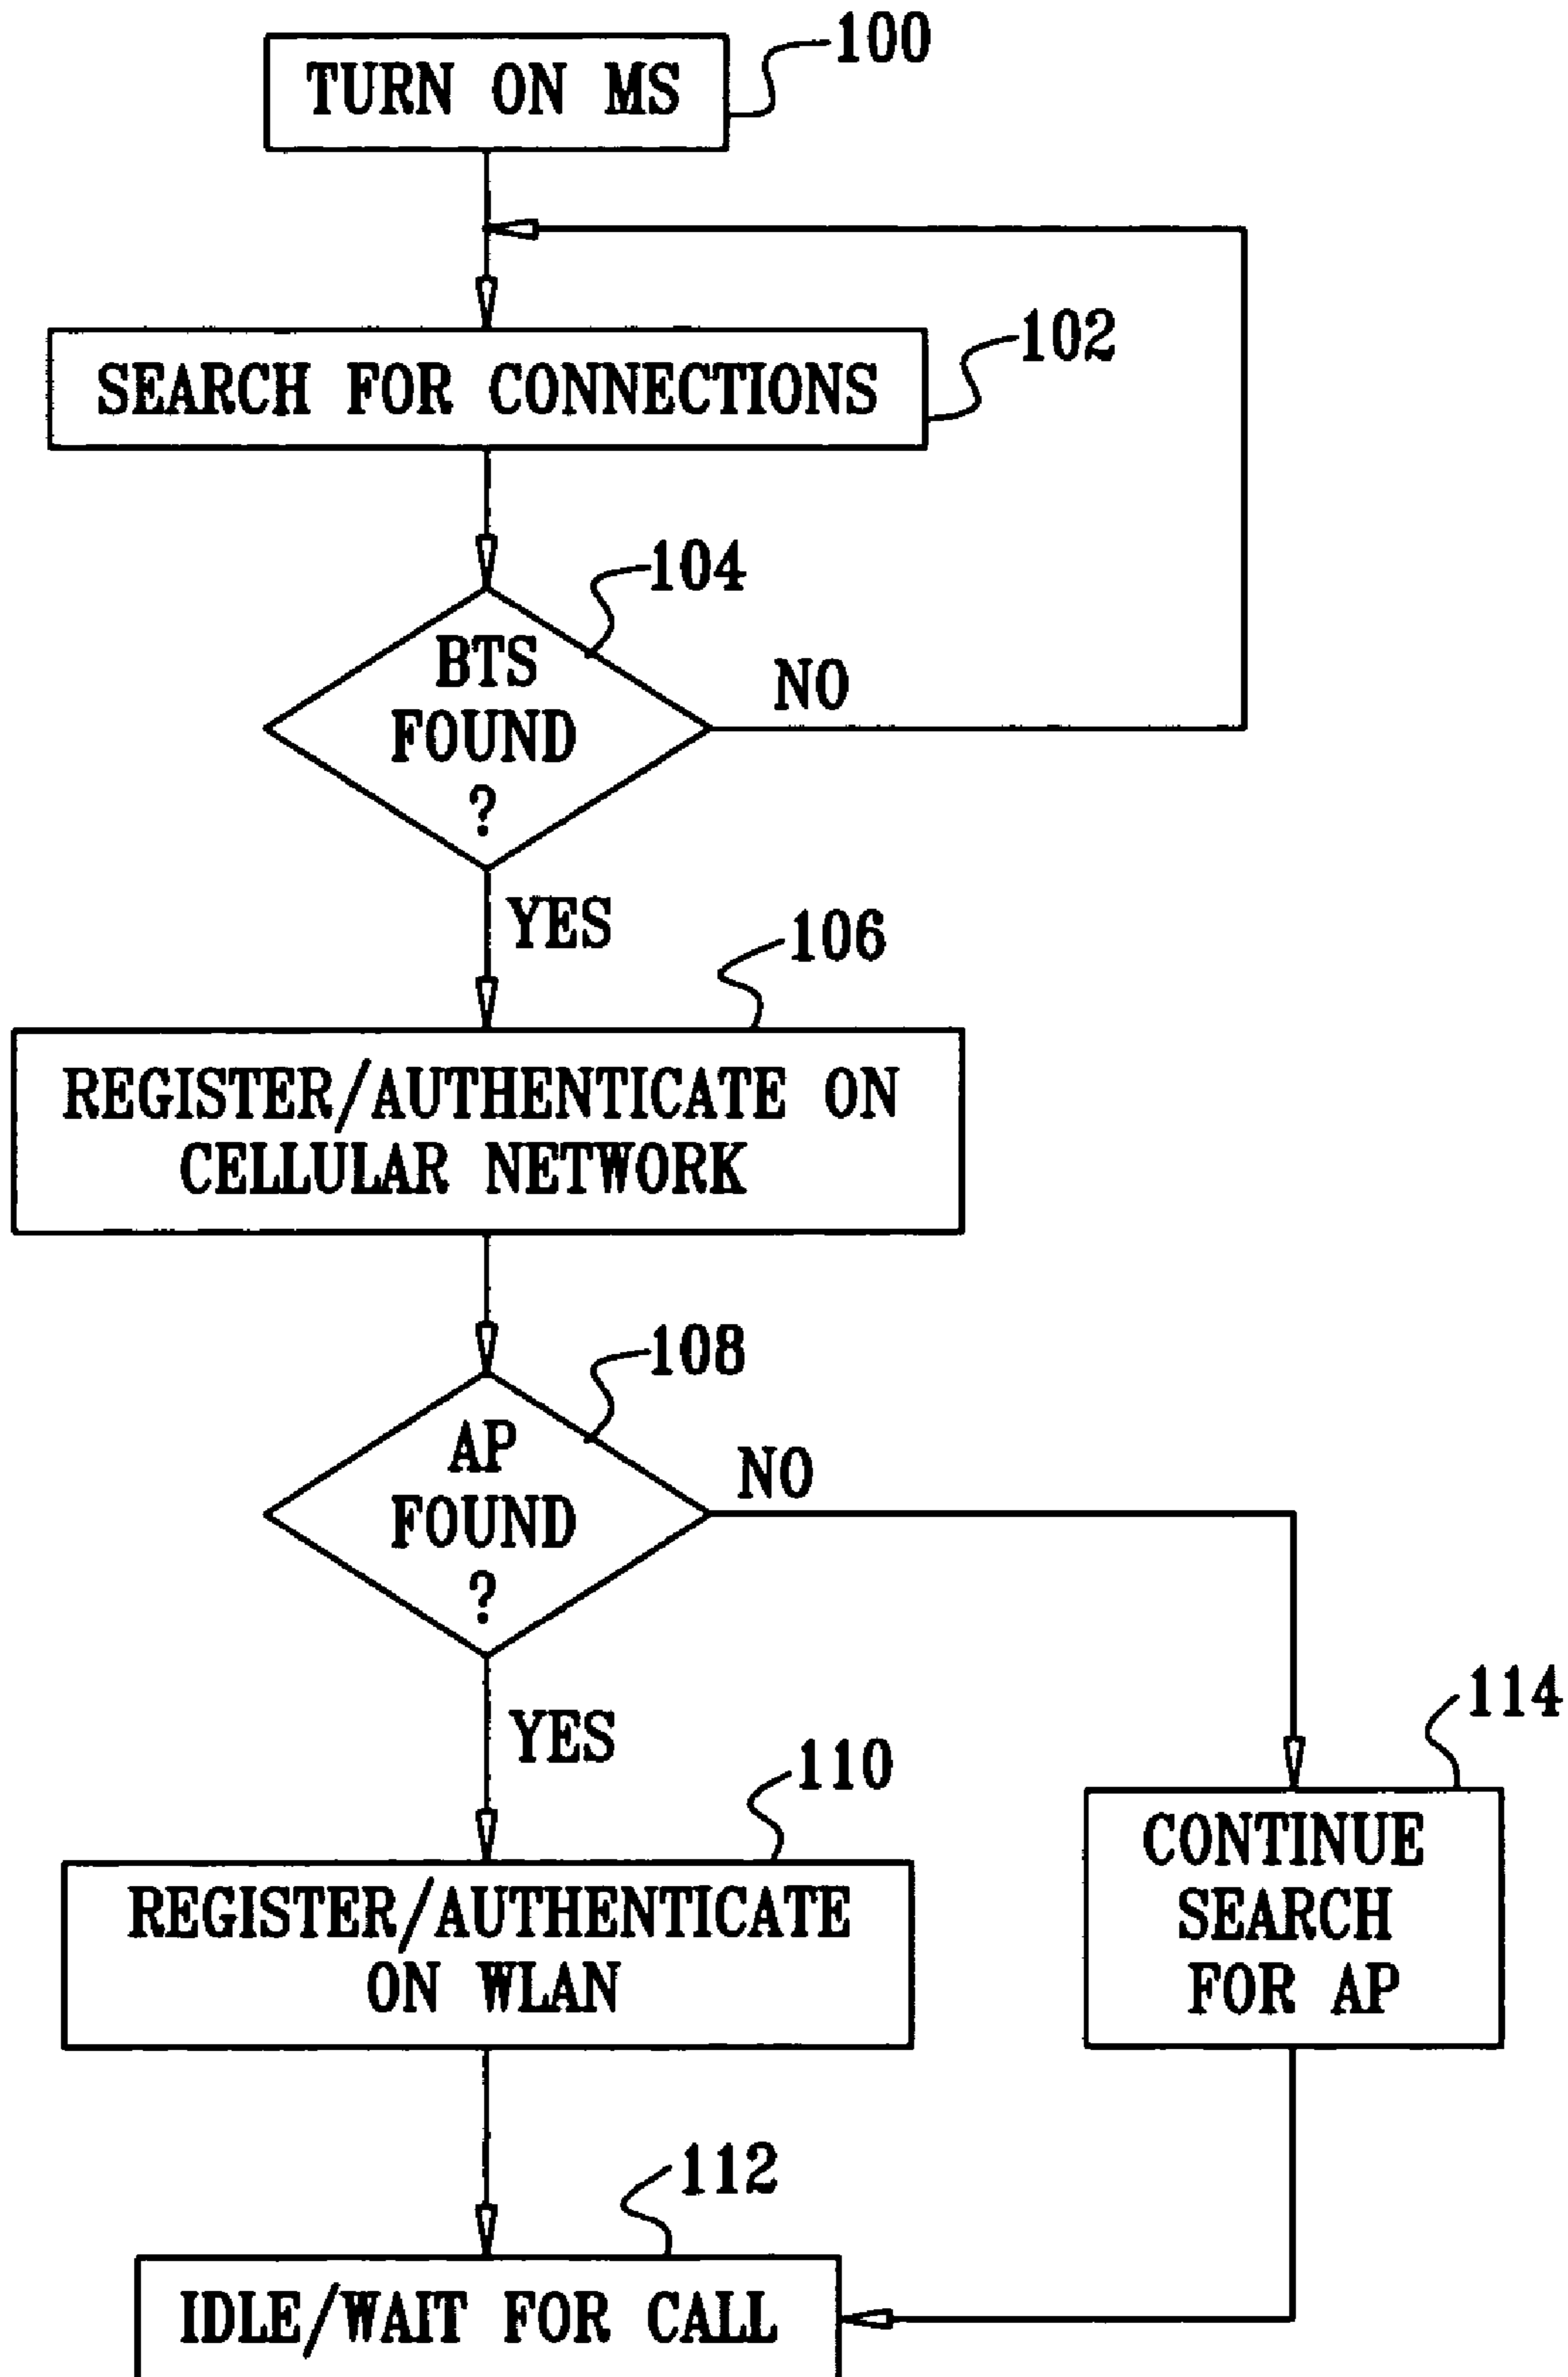 100
TURN ON MS
102
SEARCH FOR CONNECTIONS
104
BTS
FOUND
?
NO
YES
106
REGISTER/AUTHENTICATE ON
CELLULAR NETWORK
108
AP
FOUND
?
NO
YES
114
110
CONTINUE
SEARCH
FOR AP
REGISTER/AUTHENTICATE
ON WLAN
112
IDLE/WAIT FOR CALL